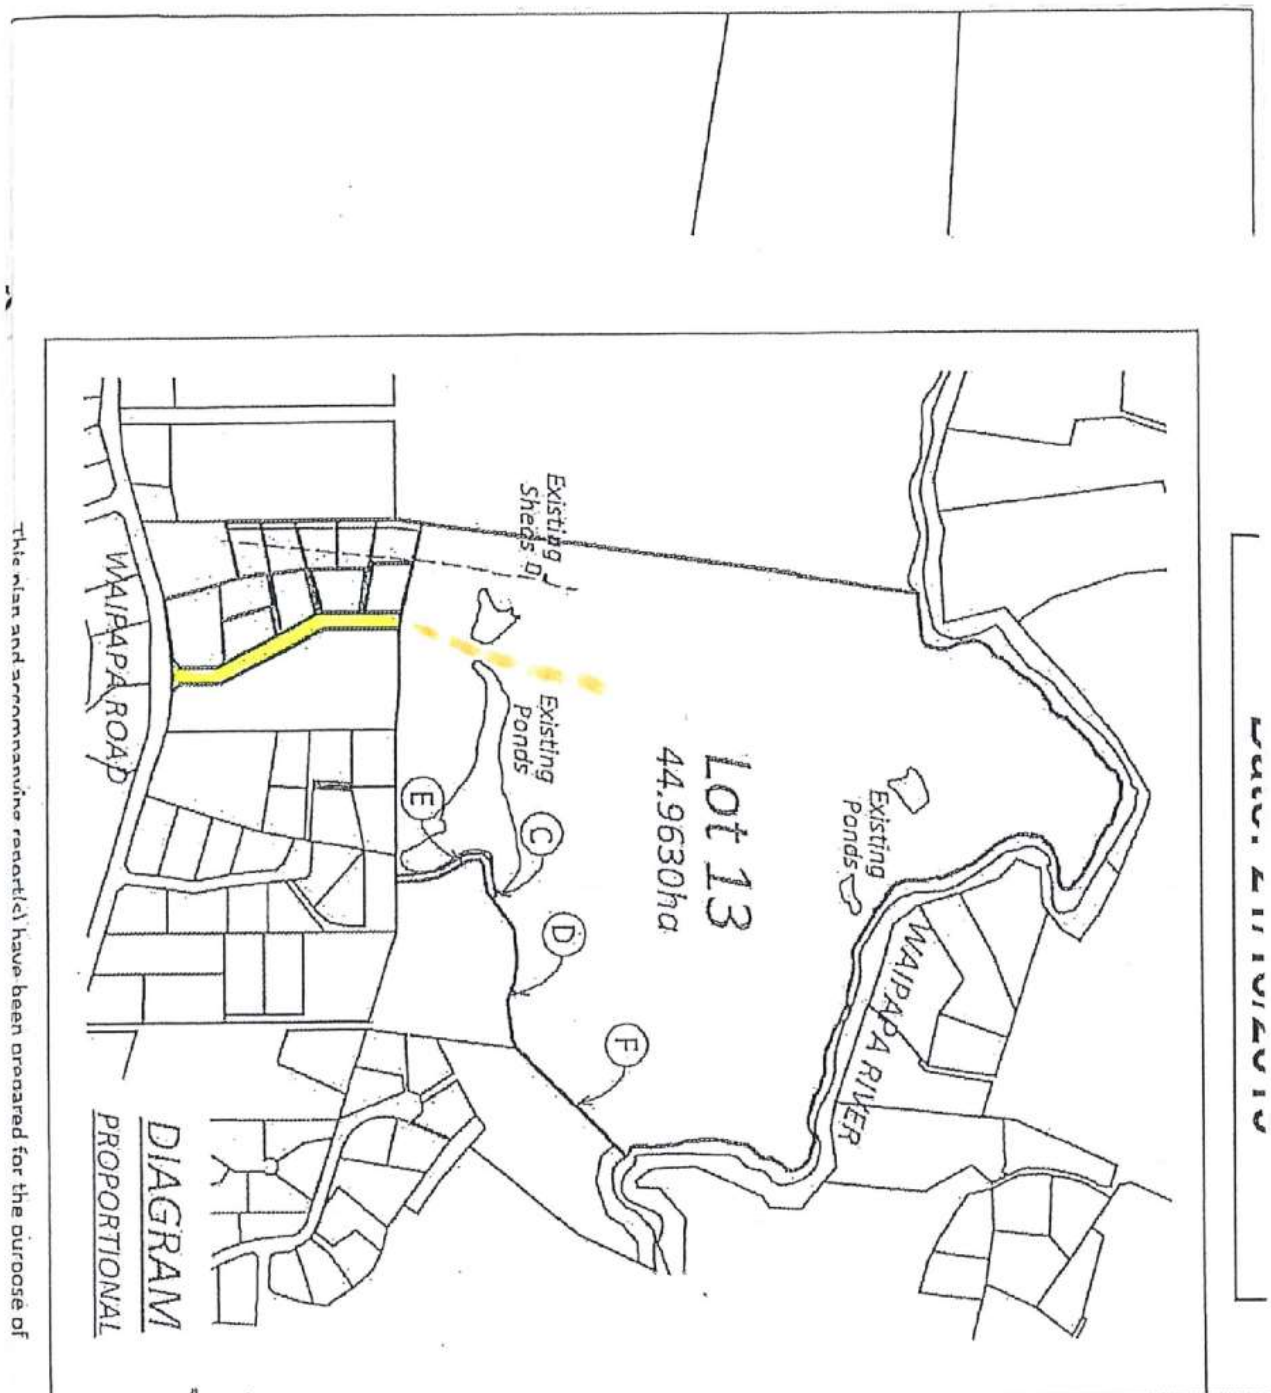 Existing
Sheds
Existing
Ponds
Lot 13
44.9630ha
Existing
Ponds
E
C
D
F
WAIPAPA ROAD
WAIPAPA RIVER
DIAGRAM
PROPORTIONAL
This plan and accompanying report(s) have been prepared for the purpose of